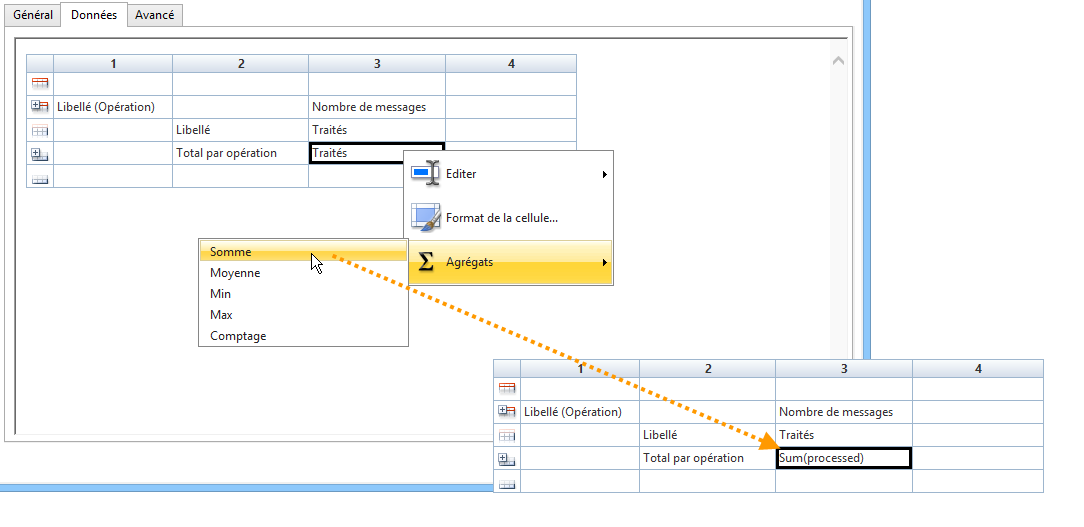 Général Données Avancé
1 2 3 4
Libellé (Opération) Nombre de messages
Libellé Traités
Total par opération Traités
Editer
Format de la cellule...
Σ Agrégats
Somme
Moyenne
Min
Max
Comptage
1 2 3 4
Libellé (Opération) Nombre de messages
Libellé Traités
Total par opération Sum(processed)